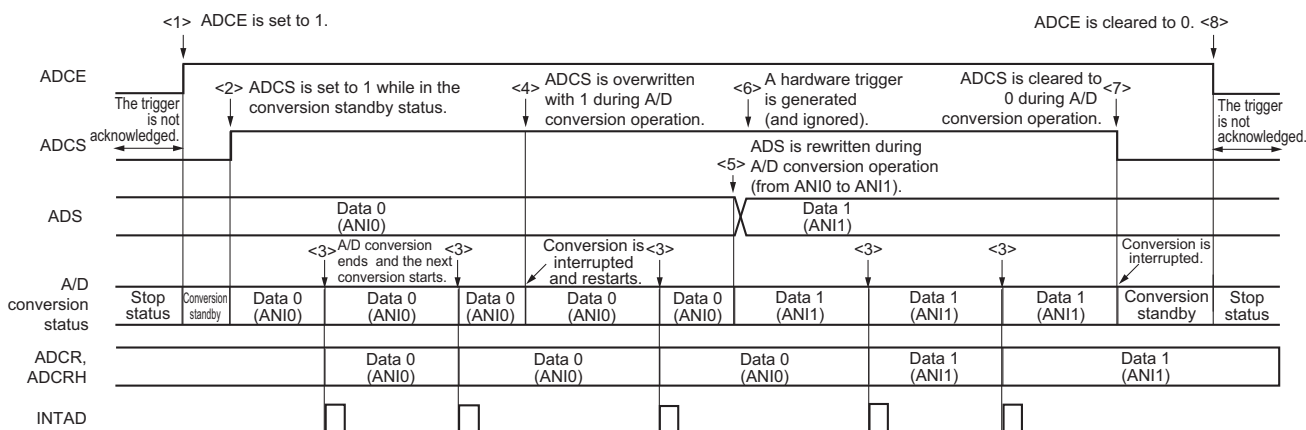 <1> ADCE is set to 1.
ADCE is cleared to 0. <8>
ADCE
The trigger
is not
acknowledged.
<2> ADCS is set to 1 while in the
conversion standby status.
<4> ADCS is overwritten
with 1 during A/D
conversion operation.
<6> A hardware trigger
is generated
(and ignored).
ADCS is cleared to
0 during A/D
conversion operation.
<7>
The trigger
is not
acknowledged.
ADCS
<5> ADS is rewritten during
A/D conversion operation
(from ANI0 to ANI1).
ADS
Data 0
(ANI0)
Data 1
(ANI1)
<3> A/D conversion
ends and the next
conversion starts.
<3>
Conversion is
interrupted
and restarts.
<3>
<3>
<3>
Conversion is
interrupted.
A/D
conversion
status
Stop
status
Conversion
standby
Data 0
(ANI0)
Data 0
(ANI0)
Data 0
(ANI0)
Data 0
(ANI0)
Data 0
(ANI0)
Data 1
(ANI1)
Data 1
(ANI1)
Data 1
(ANI1)
Conversion
standby
Stop
status
ADCR,
ADCRH
Data 0
(ANI0)
Data 0
(ANI0)
Data 0
(ANI0)
Data 1
(ANI1)
Data 1
(ANI1)
INTAD